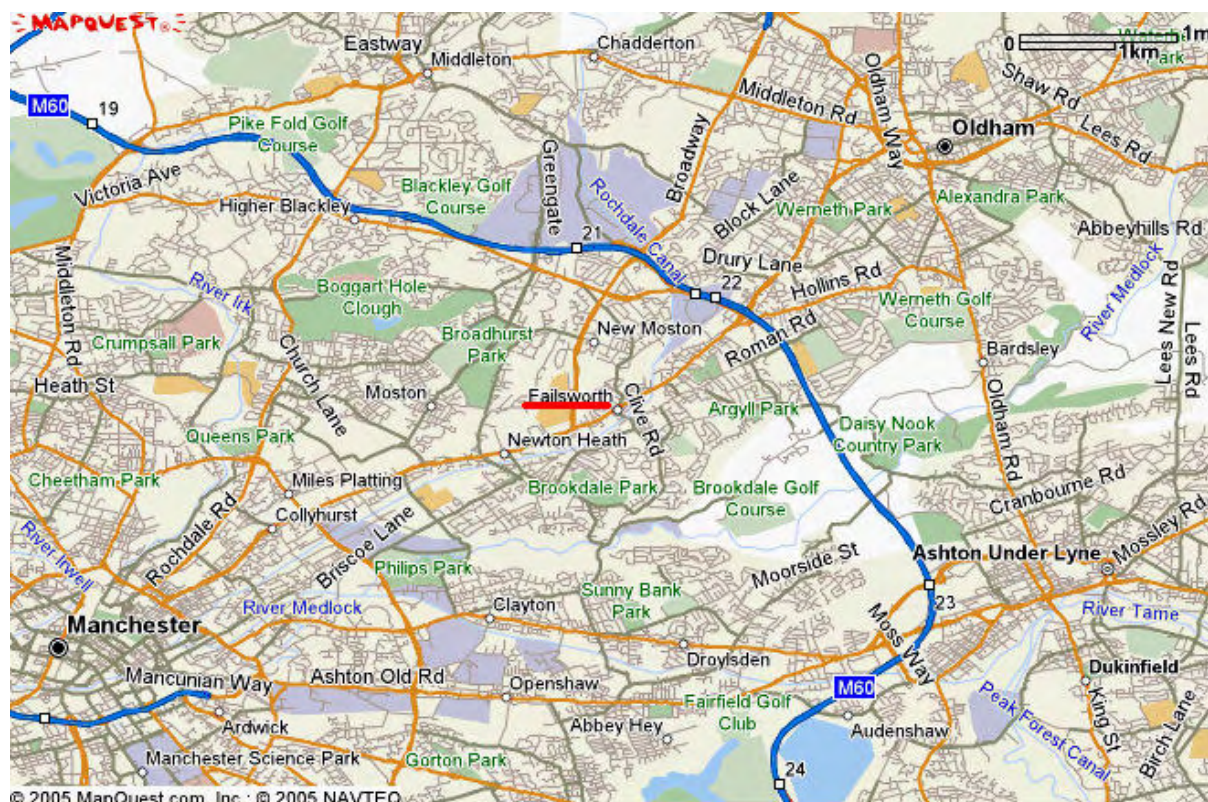 MAPQUEST
Eastway
Chadderton
1m
0
1km
Park
Middleton
M60
19
Middleton Rd
Oldham Way
Shaw Rd
Pike Fold Golf
Course
Broadway
Oldham
Lees Rd
Victoria Ave
Greengate
Blackley Golf
Course
Rochdale Canal
Block Lane
Werneth Park
Alexandra Park
Higher Blackley
Abbeyhills Rd
21
Drury Lane
Middleton Rd
River Irk
Boggart Hole
Clough
22
Hollins Rd
Werneth Golf
Course
River Medlock
Lees New Rd
Lees Rd
Crumpsall Park
Church Lane
Broadhurst
Park
New Moston
Roman Rd
Bardsley
Heath St
Moston
Failsworth
Clive Rd
Argyll Park
Daisy Nook
Country Park
Oldham Rd
Queens Park
Newton Heath
Cheetham Park
Miles Platting
Brookdale Park
Brookdale Golf
Course
Cranbourne Rd
Mossley Rd
Rochdale Rd
Collyhurst
Briscoe Lane
River Irwell
Philips Park
Moorside St
Ashton Under Lyne
Sunny Bank
Park
River Medlock
Clayton
23
River Tame
Manchester
Droylsden
Moss Way
Dukinfield
Mancunian Way
Ashton Old Rd
Openshaw
M60
Fairfield Golf
Club
Peak Forest Canal
King St
Birch Lane
Ardwick
Abbey Hey
Audenshaw
Manchester Science Park
Gorton Park
24
© 2005 MapQuest.com, Inc.; © 2005 NAVTEQ